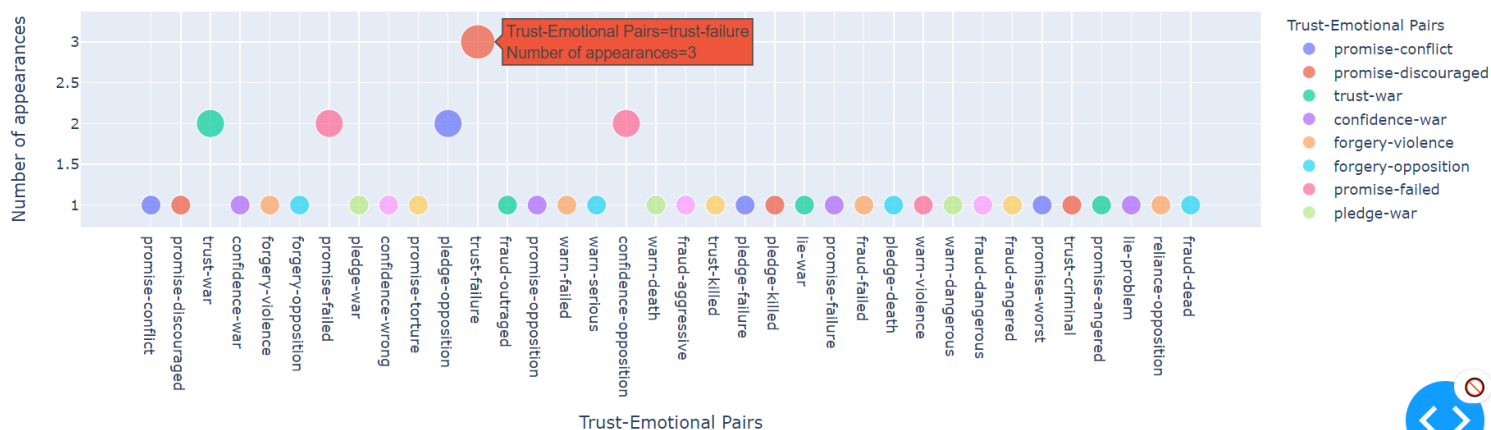 Number of appearances
3
2.5
2
1.5
1
Trust-Emotional Pairs=trust-failure
Number of appearances=3
promise-conflict
promise-discouraged
trust-war
confidence-war
forgery-violence
forgery-opposition
promise-failed
pledge-war
confidence-wrong
promise-torture
pledge-opposition
trust-failure
fraud-outraged
promise-opposition
warn-failed
warn-serious
confidence-opposition
warn-death
fraud-aggressive
trust-killed
pledge-failure
pledge-killed
lie-war
promise-failure
fraud-failed
pledge-death
warn-violence
warn-dangerous
fraud-dangerous
fraud-angered
promise-worst
trust-criminal
promise-angered
lie-problem
reliance-opposition
fraud-dead
Trust-Emotional Pairs
Trust-Emotional Pairs
promise-conflict
promise-discouraged
trust-war
confidence-war
forgery-violence
forgery-opposition
promise-failed
pledge-war